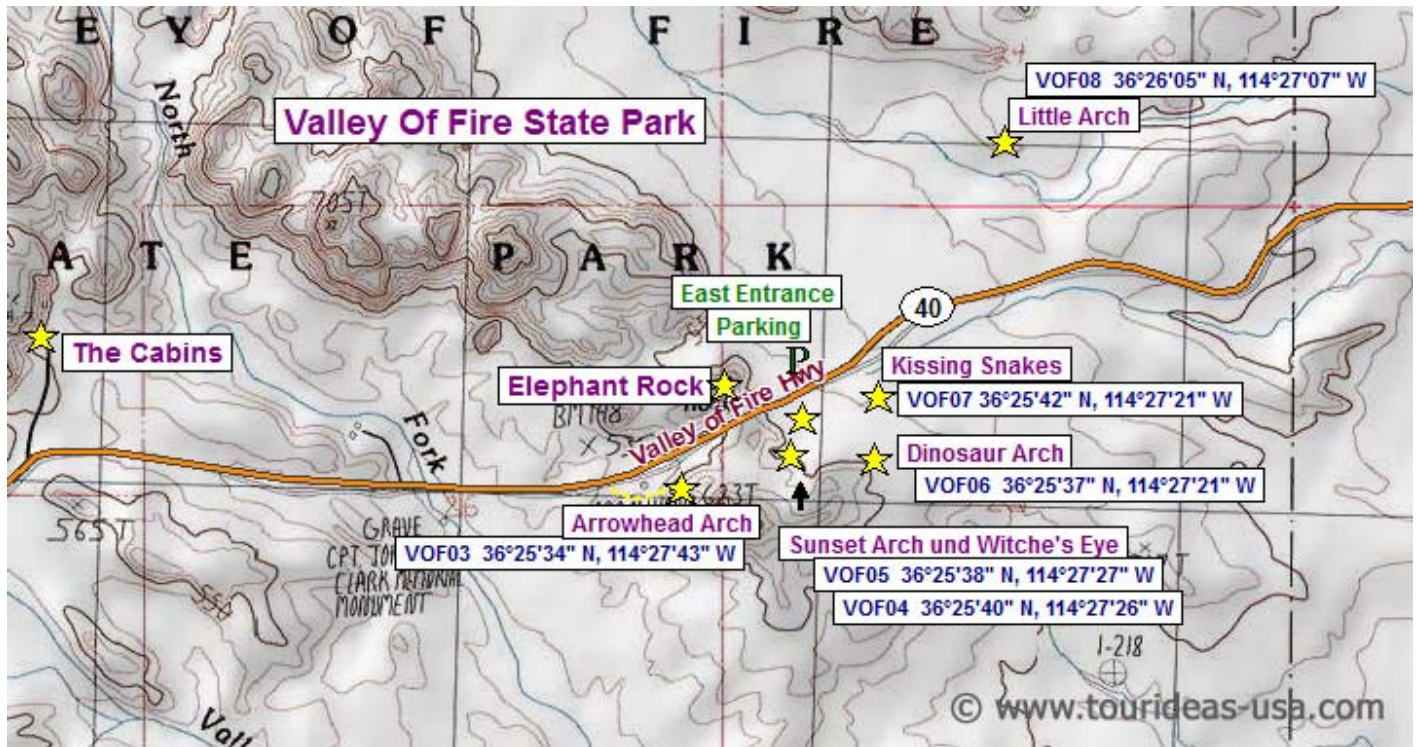 E Y O F F I R E
VOF08 36°26'05" N, 114°27'07" W
Little Arch
North
Valley Of Fire State Park
705T
A T E P A R K
East Entrance
Parking
P
40
The Cabins
Elephant Rock
Valley of Fire Hwy
Kissing Snakes
VOF07 36°25'42" N, 114°27'21" W
Fork
Dinosaur Arch
VOF06 36°25'37" N, 114°27'21" W
565T
GRAVE
MONUMENT
Arrowhead Arch
VOF03 36°25'34" N, 114°27'43" W
Sunset Arch und Witche's Eye
VOF05 36°25'38" N, 114°27'27" W
VOF04 36°25'40" N, 114°27'26" W
550
1-218
© www.tourideas-usa.com